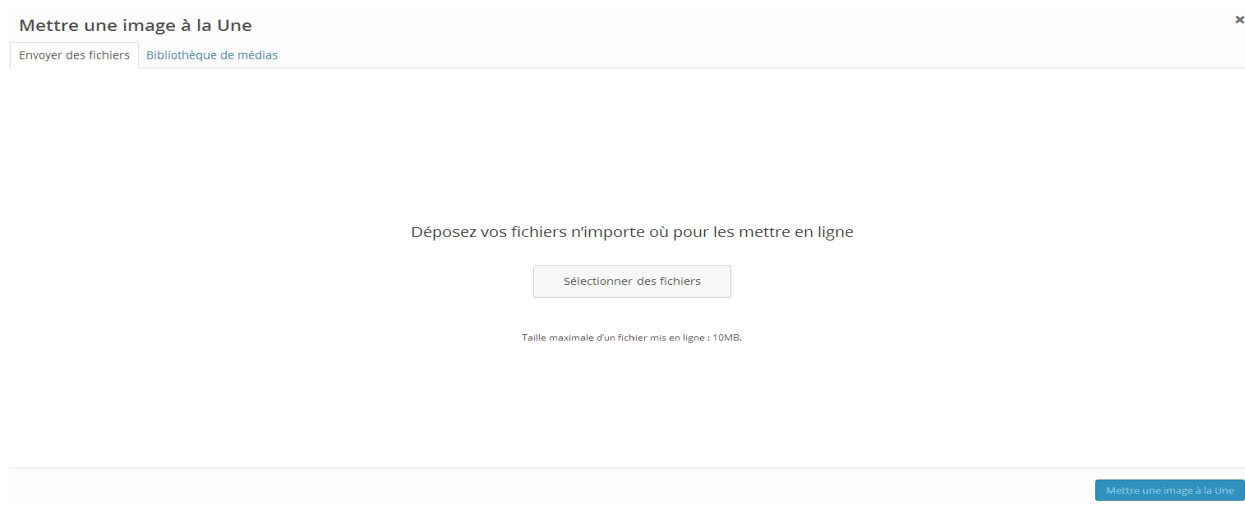 Mettre une image à la Une
Envoyer des fichiers Bibliothèque de médias
Déposez vos fichiers n’importe où pour les mettre en ligne
Sélectionner des fichiers
Taille maximale d’un fichier mis en ligne : 10MB.
Mettre une image à la Une